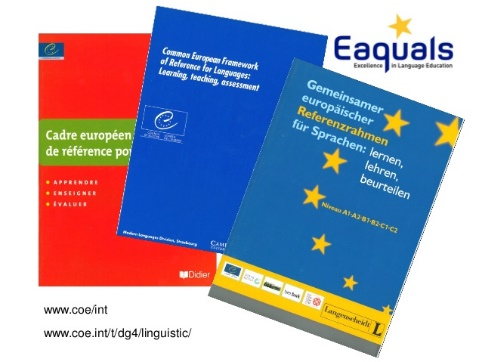 Eaquals
Excellence in Language Education
Cadre européen
de référence po
• APPRENDRE
• ENSEIGNER
• ÉVALUER
Didier
Common European Framework
of Reference for Languages:
Learning, teaching, assessment
Modern Languages Division, Strasbourg
CAM
Gemeinsamer
europäischer
Referenzrahmen
für Sprachen: lernen,
lehren,
beurteilen
Niveau A1·A2·B1·B2·C1·C2
Langenscheidt L
www.coe/int
www.coe.int/t/dg4/linguistic/